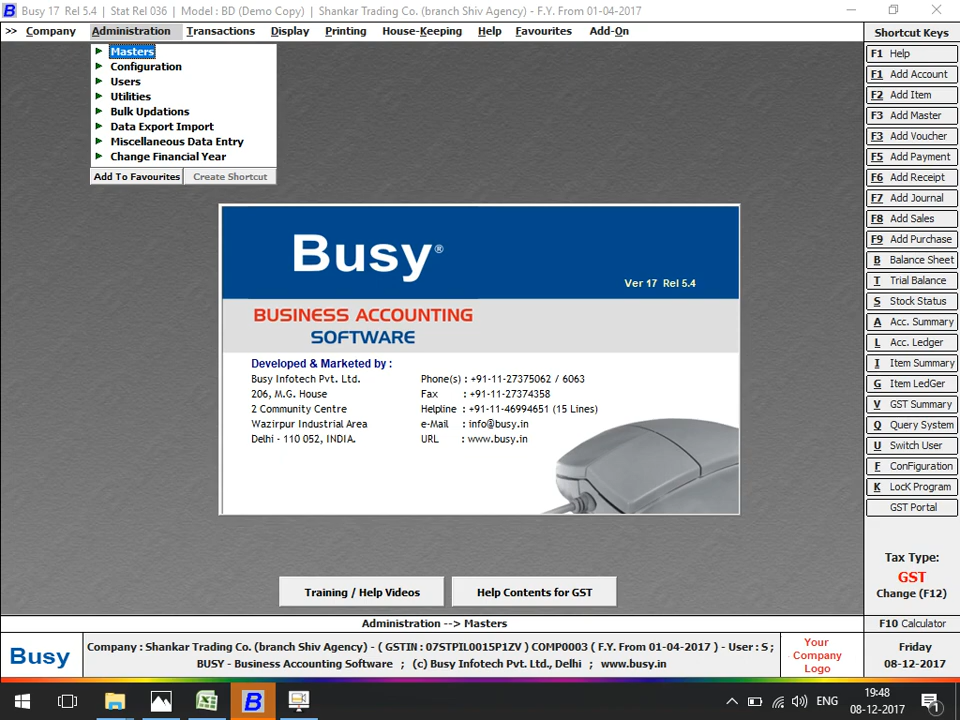 Busy 17 Rel 5.4 | Stat Rel 036 | Model : BD (Demo Copy) | Shankar Trading Co. (branch Shiv Agency) - F.Y. From 01-04-2017
>> Company Administration Transactions Display Printing House-Keeping Help Favourites Add-On
Masters
Configuration
Users
Utilities
Bulk Updations
Data Export Import
Miscellaneous Data Entry
Change Financial Year
Add To Favourites Create Shortcut
Busy®
Ver 17 Rel 5.4
BUSINESS ACCOUNTING
SOFTWARE
Developed & Marketed by :
Busy Infotech Pvt. Ltd.
206, M.G. House
2 Community Centre
Wazirpur Industrial Area
Delhi - 110 052, INDIA.
Phone(s) : +91-11-27375062 / 6063
Fax : +91-11-27374358
Helpline : +91-11-46994651 (15 Lines)
e-Mail : info@busy.in
URL : www.busy.in
Training / Help Videos
Help Contents for GST
Shortcut Keys
F1 Help
F1 Add Account
F2 Add Item
F3 Add Master
F3 Add Voucher
F5 Add Payment
F6 Add Receipt
F7 Add Journal
F8 Add Sales
F9 Add Purchase
B Balance Sheet
T Trial Balance
S Stock Status
A Acc. Summary
L Acc. Ledger
I Item Summary
G Item LedGer
V GST Summary
Q Query System
U Switch User
F ConFiguration
K LocK Program
GST Portal
Tax Type:
GST
Change (F12)
F10 Calculator
Administration --> Masters
Busy
Company : Shankar Trading Co. (branch Shiv Agency) - ( GSTIN : 07STPIL0015P1ZV ) COMP0003 ( F.Y. From 01-04-2017 ) - User : S ;
BUSY - Business Accounting Software ; (c) Busy Infotech Pvt. Ltd., Delhi ; www.busy.in
Your
Company
Logo
Friday
08-12-2017
B
ENG
19:48
08-12-2017
1